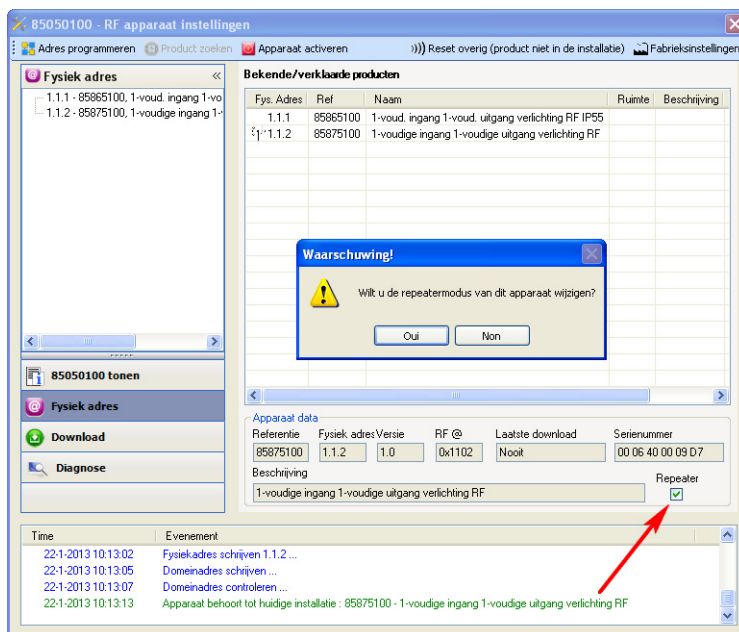 85050100 - RF apparaat instellingen
Adres programmeren Product zoeken Apparaat activeren Reset overig (product niet in de installatie) Fabrieksinstellingen
Fysiek adres
1.1.1 - 85865100, 1-voud. ingang 1-vo
1.1.2 - 85875100, 1-voudige ingang 1-
85050100 tonen
Fysiek adres
Download
Diagnose
Bekende/verklaarde producten
Fys. Adres Ref Naam Ruimte Beschrijving
1.1.1 85865100 1-voud. ingang 1-voud. uitgang verlichting RF IP55
1.1.2 85875100 1-voudige ingang 1-voudige uitgang verlichting RF
Waarschuwing!
Wilt u de repeatermodus van dit apparaat wijzigen?
Oui Non
Apparaat data
Referentie Fysiek adres Versie RF @ Laatste download Serienummer
85875100 1.1.2 1.0 0x1102 Nooit 00 06 40 00 09 D7
Beschrijving Repeater
1-voudige ingang 1-voudige uitgang verlichting RF
Time Evenement
22-1-2013 10:13:02 Fysiekadres schrijven 1.1.2 ...
22-1-2013 10:13:05 Domeinadres schrijven ...
22-1-2013 10:13:07 Domeinadres controleren ...
22-1-2013 10:13:13 Apparaat behoort tot huidige installatie : 85875100 - 1-voudige ingang 1-voudige uitgang verlichting RF